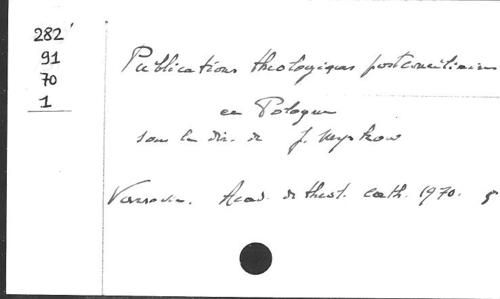 282'
91
70
1
Publications théologiques postconciliaires
en Pologne
sous la dir. de J. Myskow
Varsovie. Acad. de théol. cath. 1970.